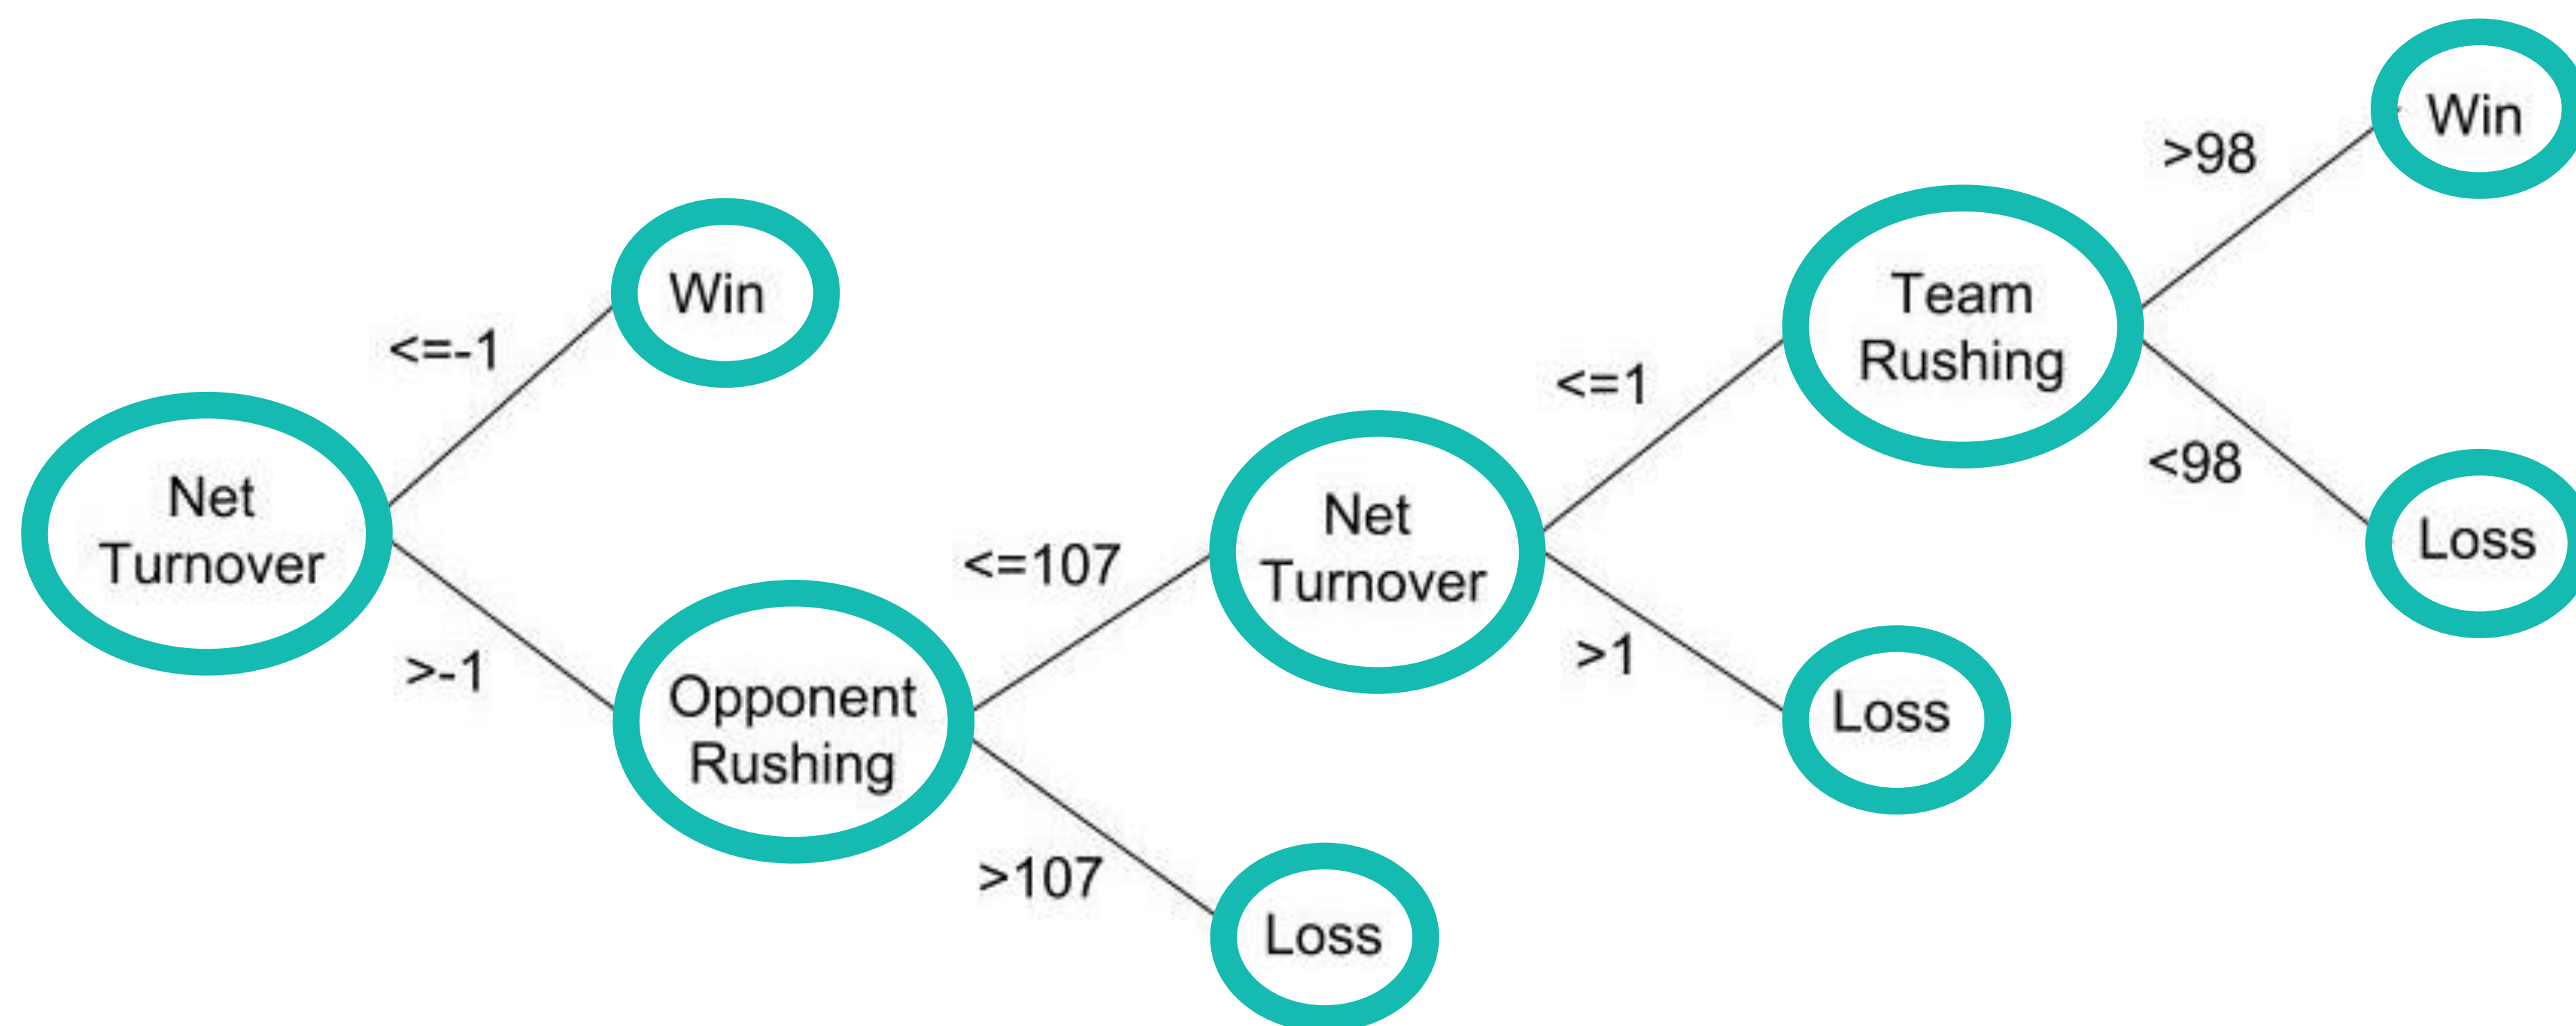 Net
Turnover
<=-1
>-1
Win
Opponent
Rushing
<=107
>107
Net
Turnover
Loss
<=1
>1
Team
Rushing
Loss
>98
<98
Win
Loss